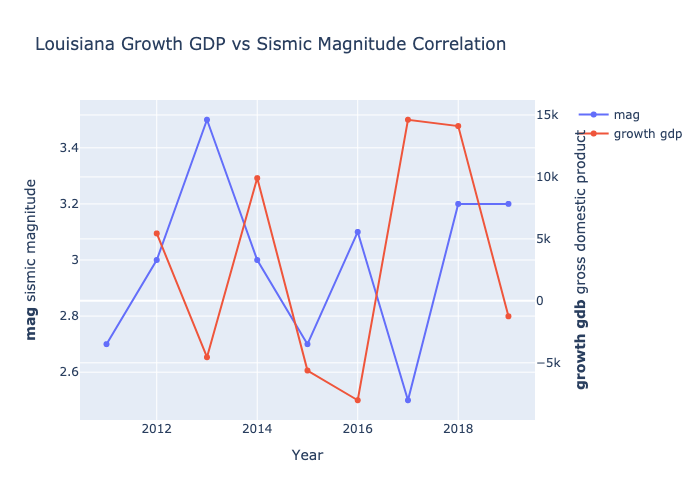 Louisiana Growth GDP vs Sismic Magnitude Correlation
mag
growth gdp
mag sismic magnitude
3.4
3.2
3
2.8
2.6
15k
10k
5k
0
−5k
growth gdb gross domestic product
2012 2014 2016 2018
Year